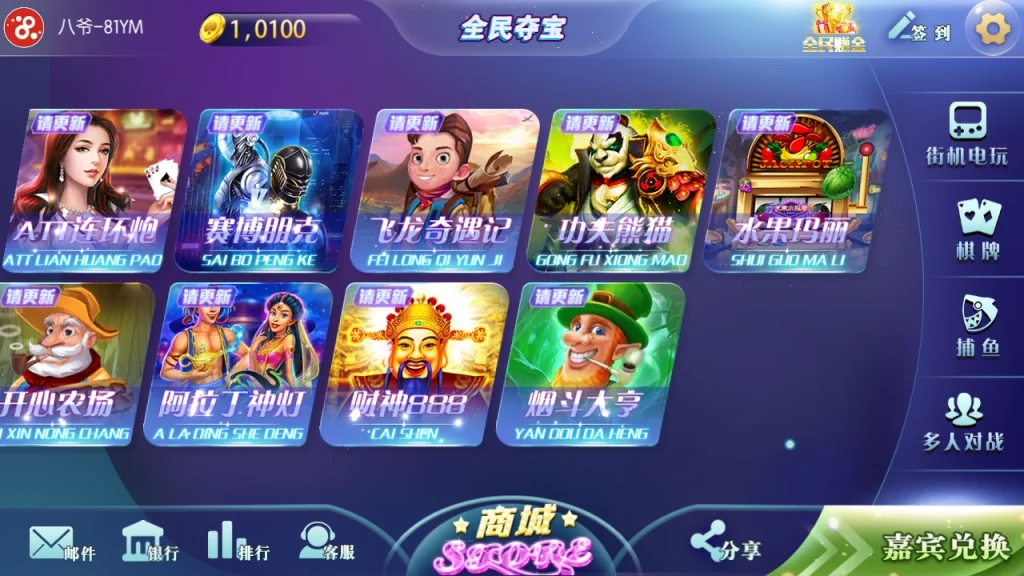 八爷-81YM
1,0100
全民夺宝
全民赚金
签到
请更新
请更新
请更新
请更新
请更新
ATT连环炮
赛博朋克
飞龙奇遇记
功夫熊猫
水果玛丽
ATT LIAN HUANG PAO
SAI BO PENG KE
FEI LONG QI YUN JI
GONG FU XIONG MAO
SHUI GUO MA LI
请更新
请更新
请更新
请更新
开心农场
阿拉丁神灯
财神888
烟斗大亨
I XIN NONG CHANG
A LA DING SHE DENG
CAI SHEN
YAN DOU DA HENG
街机电玩
棋牌
捕鱼
多人对战
邮件
银行
排行
客服
商城
STORE
分享
嘉宾兑换